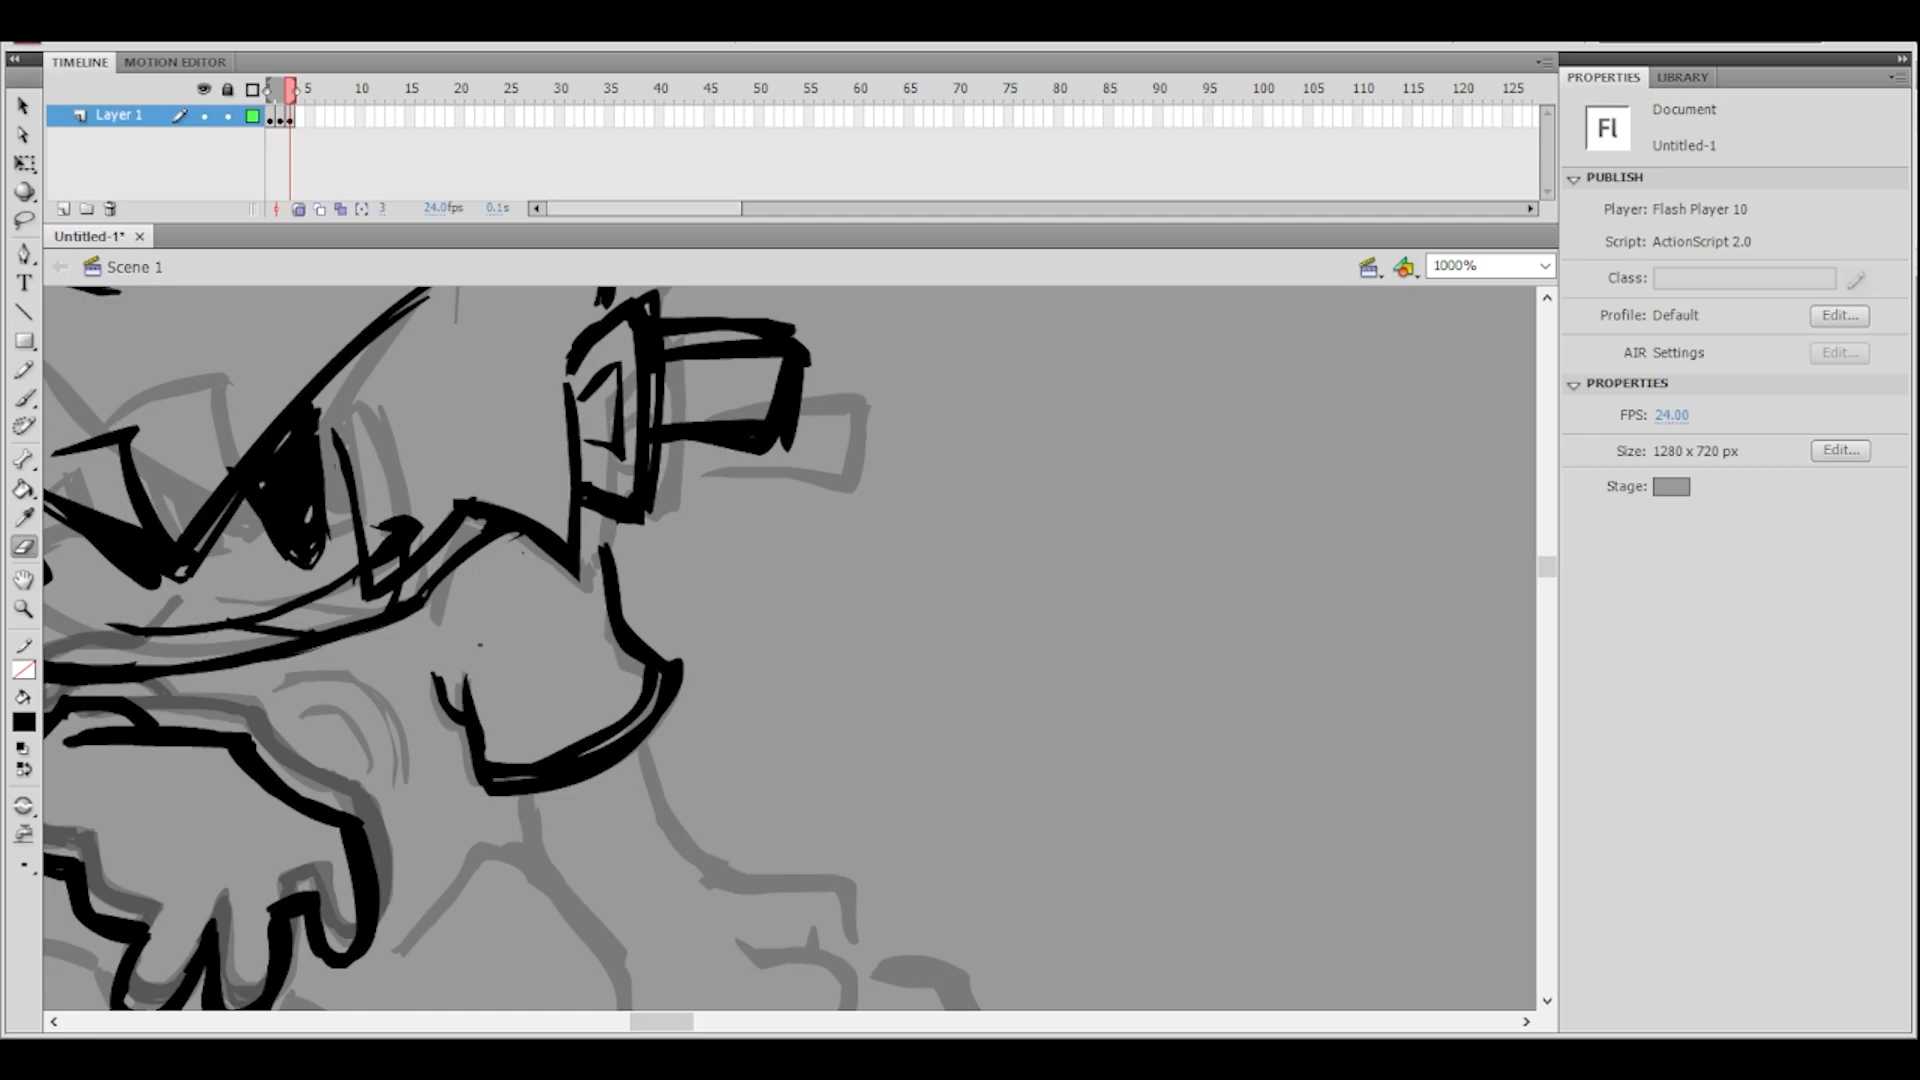 TIMELINE MOTION EDITOR
5 10 15 20 25 30 35 40 45 50 55 60 65 70 75 80 85 90 95 100 105 110 115 120 125
Layer 1
3 24.0fps 0.1s
Untitled-1*
Scene 1
1000%
T
PROPERTIES LIBRARY
Fl
Document
Untitled-1
PUBLISH
Player: Flash Player 10
Script: ActionScript 2.0
Class:
Profile: Default Edit...
AIR Settings Edit...
PROPERTIES
FPS: 24.00
Size: 1280 x 720 px Edit...
Stage: